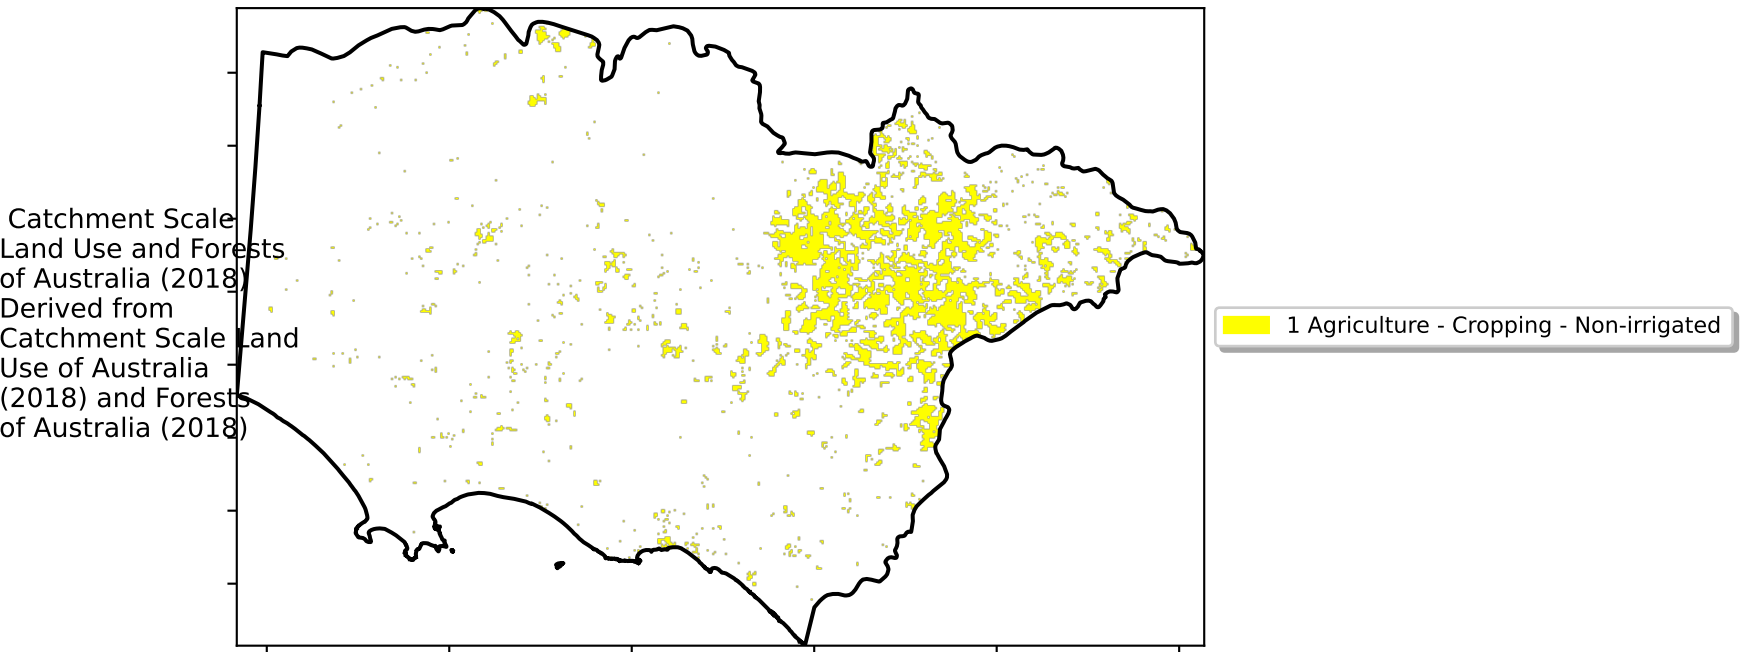 Catchment Scale
Land Use and Forests
of Australia (2018)
Derived from
Catchment Scale Land
Use of Australia
(2018) and Forests
of Australia (2018)
1 Agriculture - Cropping - Non-irrigated